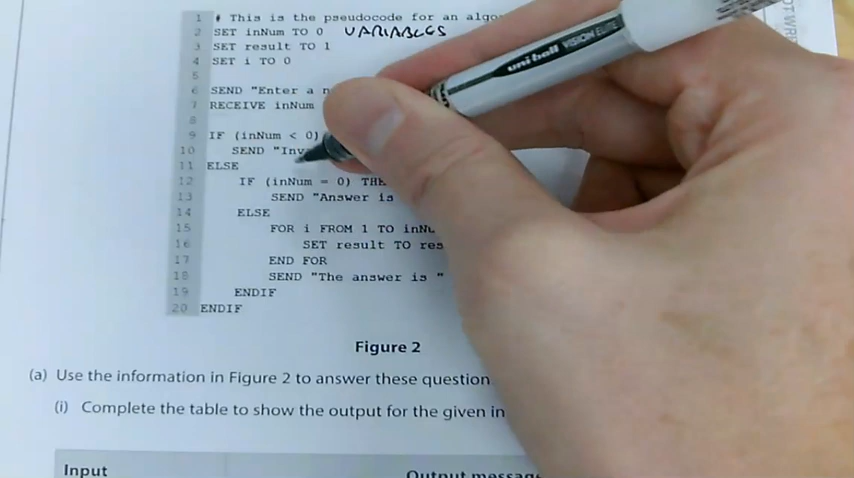 1 # This is the pseudocode for an algo
2 SET inNum TO 0 VARIABLES
3 SET result TO 1
4 SET i TO 0
5
6 SEND "Enter a n
7 RECEIVE inNum
8
9 IF (inNum < 0)
10 SEND "Inv
11 ELSE
12 IF (inNum = 0) THE
13 SEND "Answer is
14 ELSE
15 FOR i FROM 1 TO inNu
16 SET result TO res
17 END FOR
18 SEND "The answer is "
19 ENDIF
20 ENDIF
Figure 2
(a) Use the information in Figure 2 to answer these question
(i) Complete the table to show the output for the given in
Input Output messag
uni-ball VISION ELITE
OT WRI